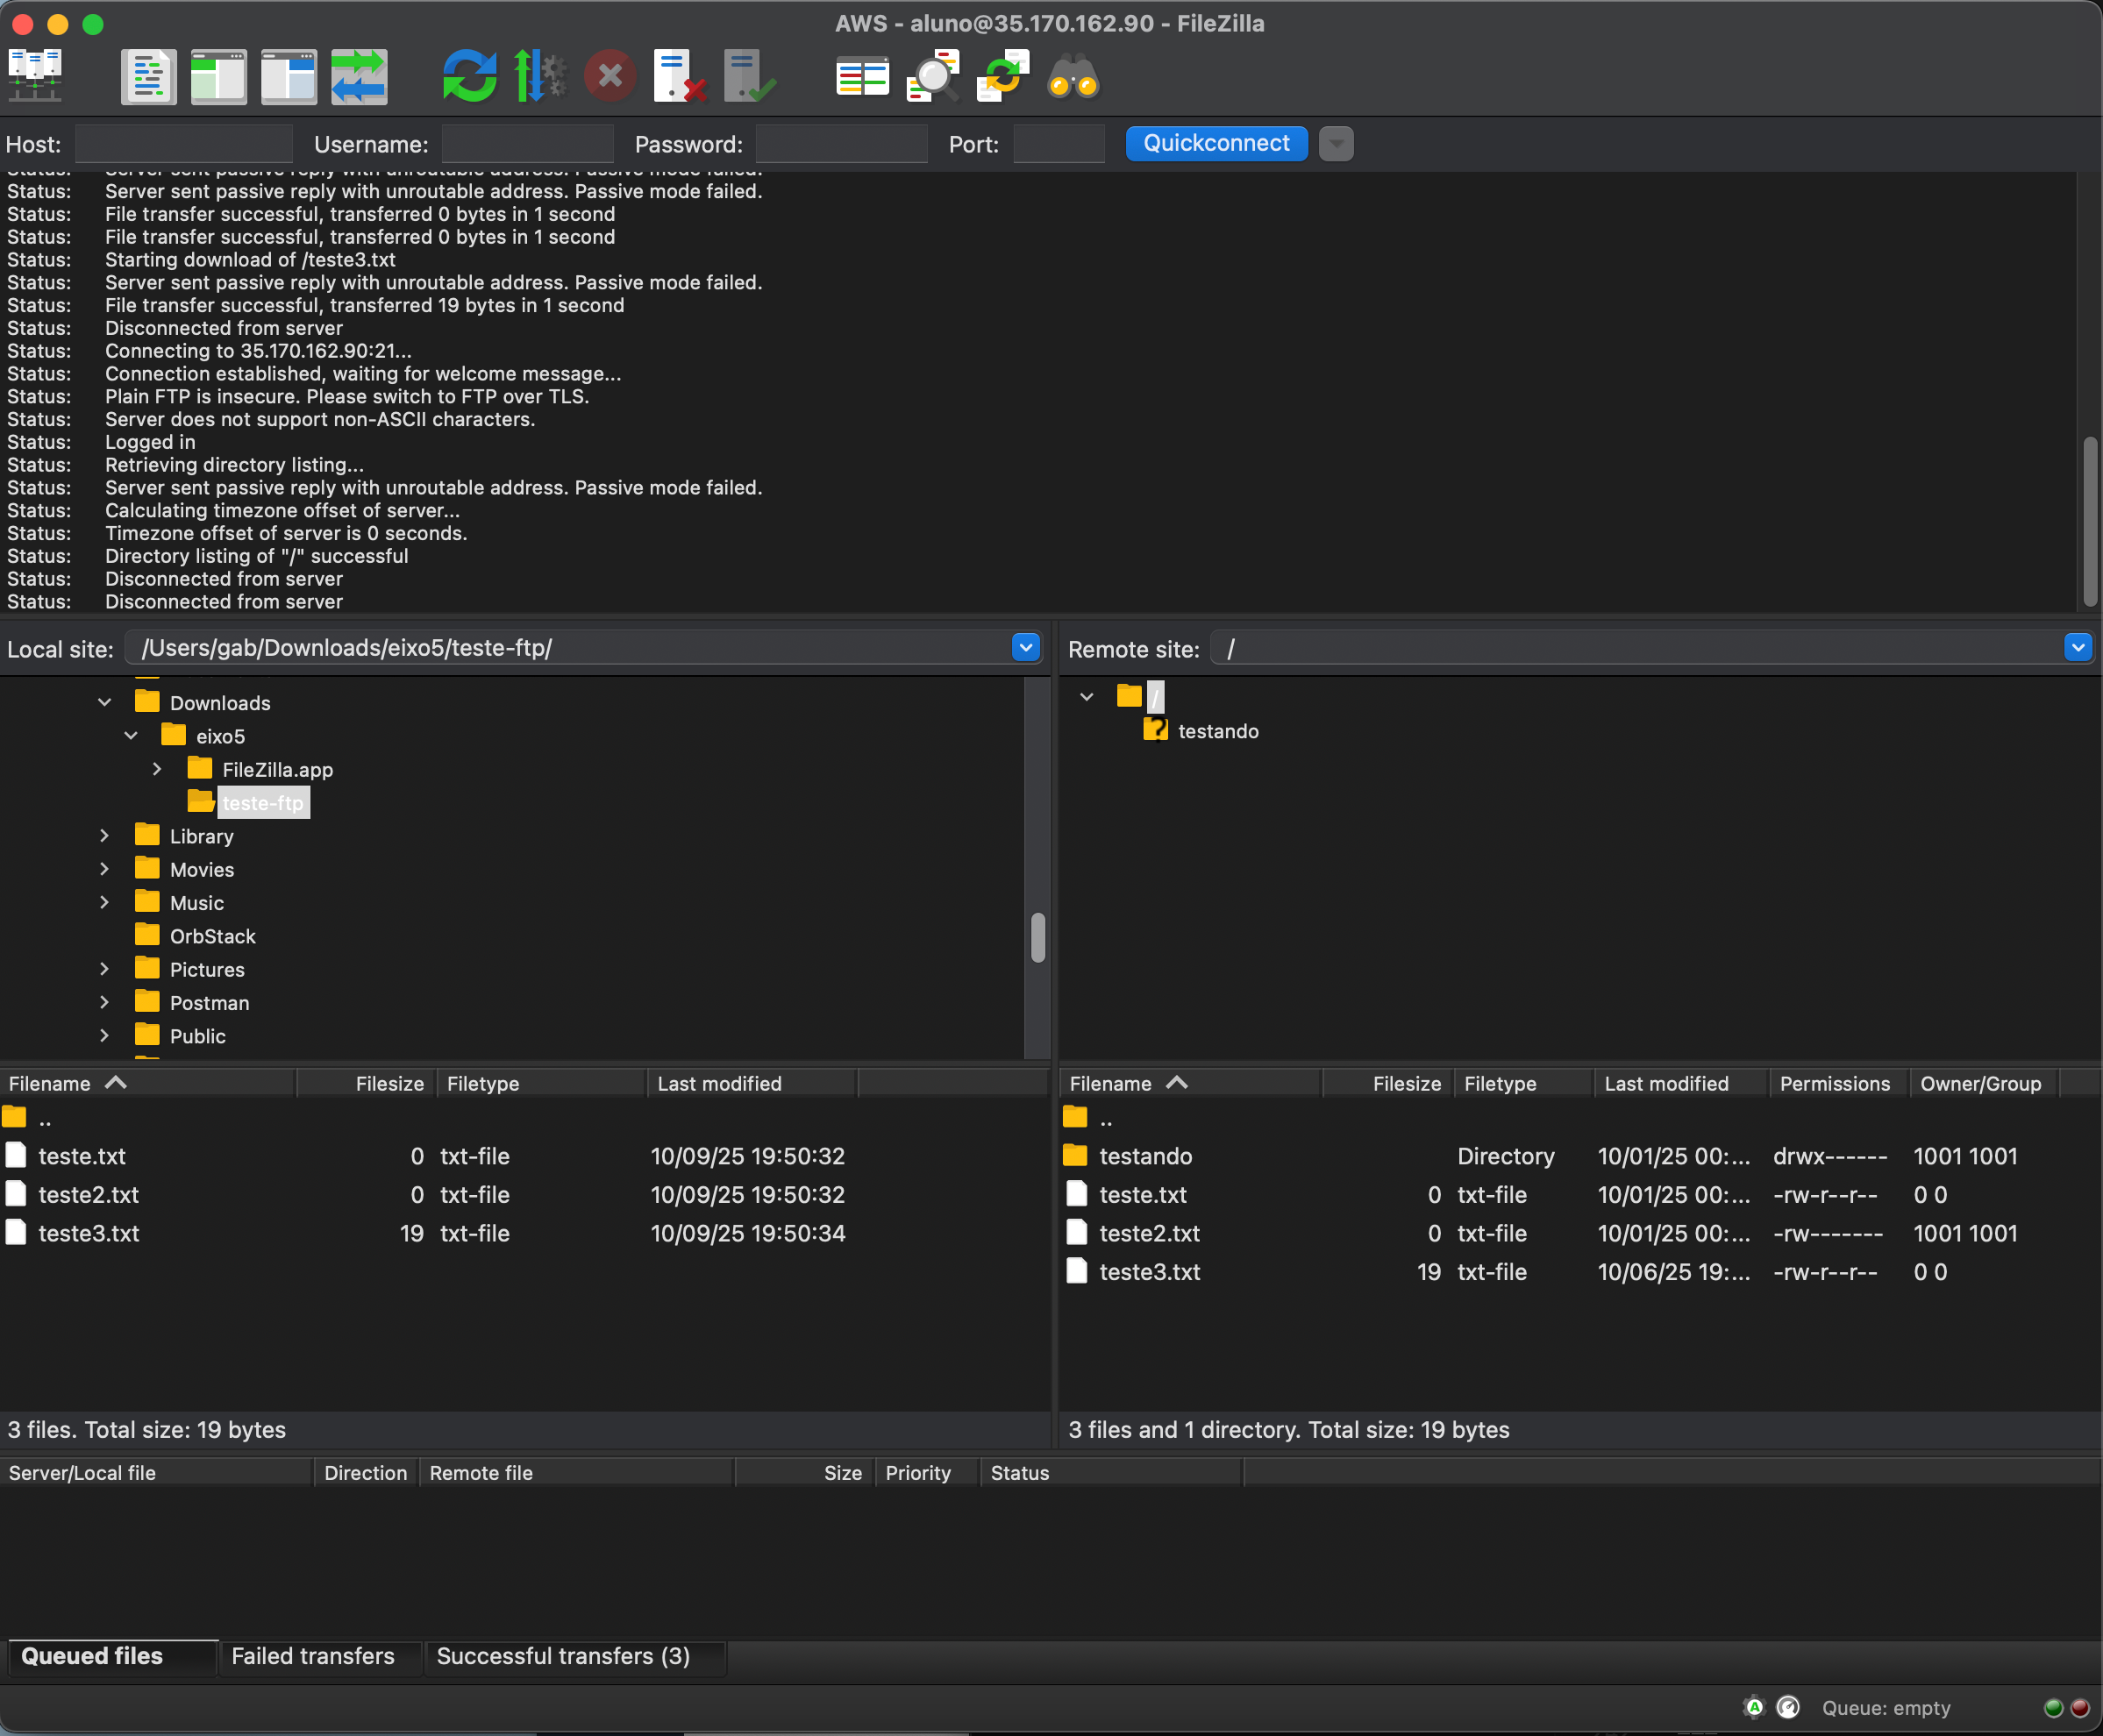 AWS - aluno@35.170.162.90 - FileZilla
Host: Username: Password: Port: Quickconnect
Status: Server sent passive reply with unroutable address. Passive mode failed.
Status: Server sent passive reply with unroutable address. Passive mode failed.
Status: File transfer successful, transferred 0 bytes in 1 second
Status: File transfer successful, transferred 0 bytes in 1 second
Status: Starting download of /teste3.txt
Status: Server sent passive reply with unroutable address. Passive mode failed.
Status: File transfer successful, transferred 19 bytes in 1 second
Status: Disconnected from server
Status: Connecting to 35.170.162.90:21...
Status: Connection established, waiting for welcome message...
Status: Plain FTP is insecure. Please switch to FTP over TLS.
Status: Server does not support non-ASCII characters.
Status: Logged in
Status: Retrieving directory listing...
Status: Server sent passive reply with unroutable address. Passive mode failed.
Status: Calculating timezone offset of server...
Status: Timezone offset of server is 0 seconds.
Status: Directory listing of "/" successful
Status: Disconnected from server
Status: Disconnected from server
Local site: /Users/gab/Downloads/eixo5/teste-ftp/
Downloads
eixo5
FileZilla.app
teste-ftp
Library
Movies
Music
OrbStack
Pictures
Postman
Public
Filename Filesize Filetype Last modified
..
teste.txt 0 txt-file 10/09/25 19:50:32
teste2.txt 0 txt-file 10/09/25 19:50:32
teste3.txt 19 txt-file 10/09/25 19:50:34
3 files. Total size: 19 bytes
Remote site: /
/
testando
Filename Filesize Filetype Last modified Permissions Owner/Group
..
testando Directory 10/01/25 00:... drwx------ 1001 1001
teste.txt 0 txt-file 10/01/25 00:... -rw-r--r-- 0 0
teste2.txt 0 txt-file 10/01/25 00:... -rw------- 1001 1001
teste3.txt 19 txt-file 10/06/25 19:... -rw-r--r-- 0 0
3 files and 1 directory. Total size: 19 bytes
Server/Local file Direction Remote file Size Priority Status
Queued files Failed transfers Successful transfers (3)
Queue: empty